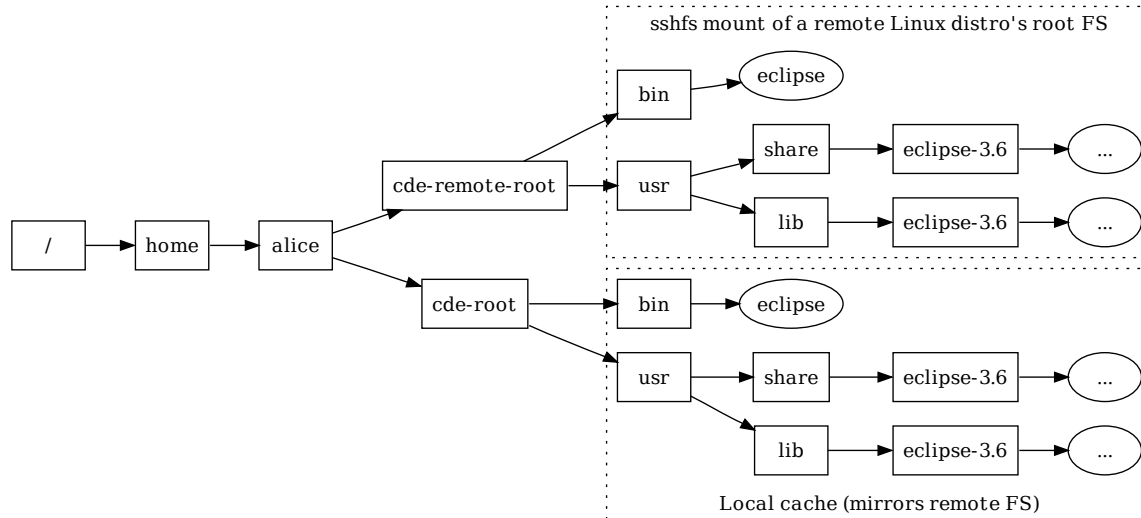 sshfs mount of a remote Linux distro's root FS
eclipse
bin
share
eclipse-3.6
...
cde-remote-root
usr
lib
eclipse-3.6
...
/
home
alice
cde-root
bin
eclipse
usr
share
eclipse-3.6
...
lib
eclipse-3.6
...
Local cache (mirrors remote FS)